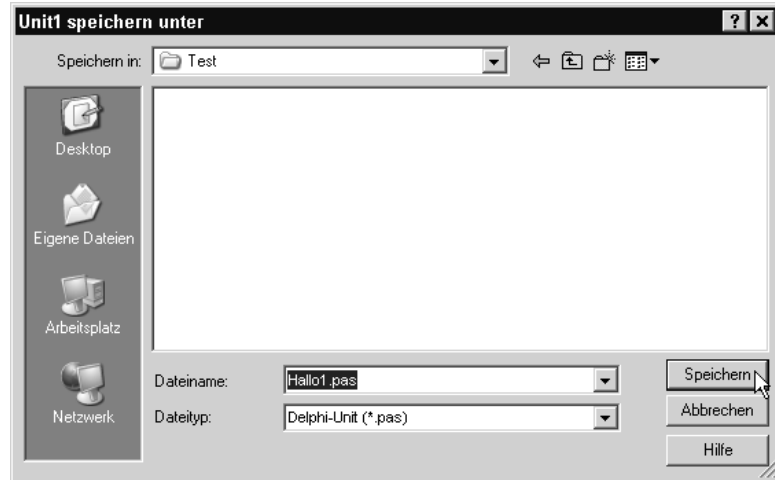 Unit1 speichern unter
Speichern in: Test
Desktop
Eigene Dateien
Arbeitsplatz
Netzwerk
Dateiname: Hallo1.pas
Dateityp: Delphi-Unit (*.pas)
Speichern
Abbrechen
Hilfe